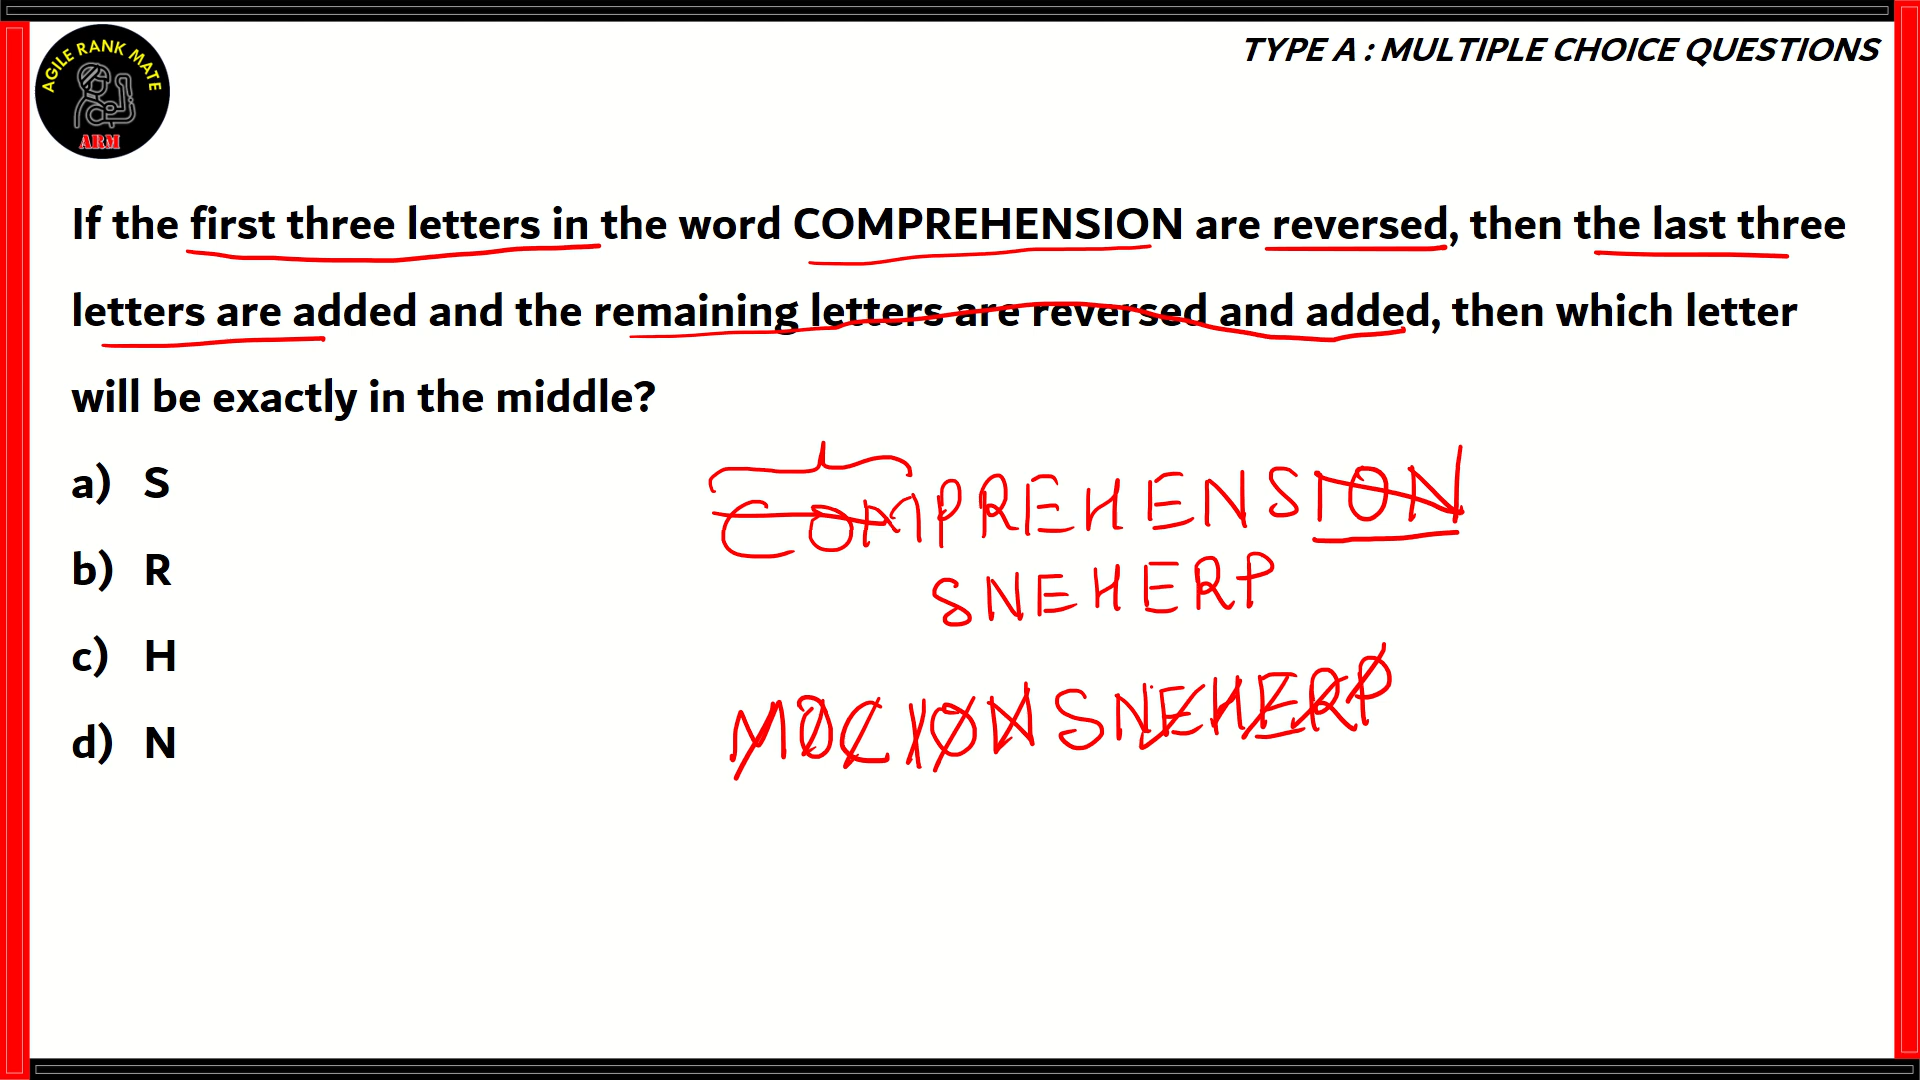 AGILE RANK MATE
ARM
TYPE A : MULTIPLE CHOICE QUESTIONS
If the first three letters in the word COMPREHENSION are reversed, then the last three
letters are added and the remaining letters are reversed and added, then which letter
will be exactly in the middle?
a) S
b) R
c) H
d) N
COMPREHENSION
SNEHERP
MOCIONSNEHERP